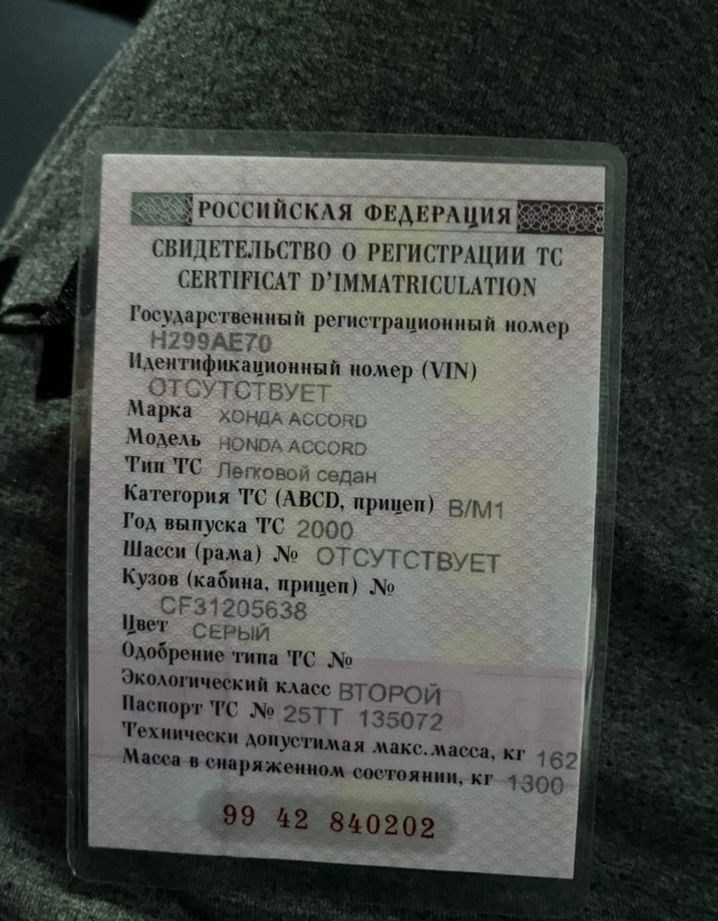 РОССИЙСКАЯ ФЕДЕРАЦИЯ
СВИДЕТЕЛЬСТВО О РЕГИСТРАЦИИ ТС
CERTIFICAT D'IMMATRICULATION
Государственный регистрационный номер
Н299АЕ70
Идентификационный номер (VIN)
ОТСУТСТВУЕТ
Марка ХОНДА ACCORD
Модель HONDA ACCORD
Тип ТС Легковой седан
Категория ТС (ABCD, прицеп) B/M1
Год выпуска ТС 2000
Шасси (рама) № ОТСУТСТВУЕТ
Кузов (кабина, прицеп) №
CF31205638
Цвет СЕРЫЙ
Одобрение типа ТС №
Экологический класс ВТОРОЙ
Паспорт ТС № 25ТТ 135072
Технически допустимая макс.масса, кг 162
Масса в снаряженном состоянии, кг 1300
99 42 840202